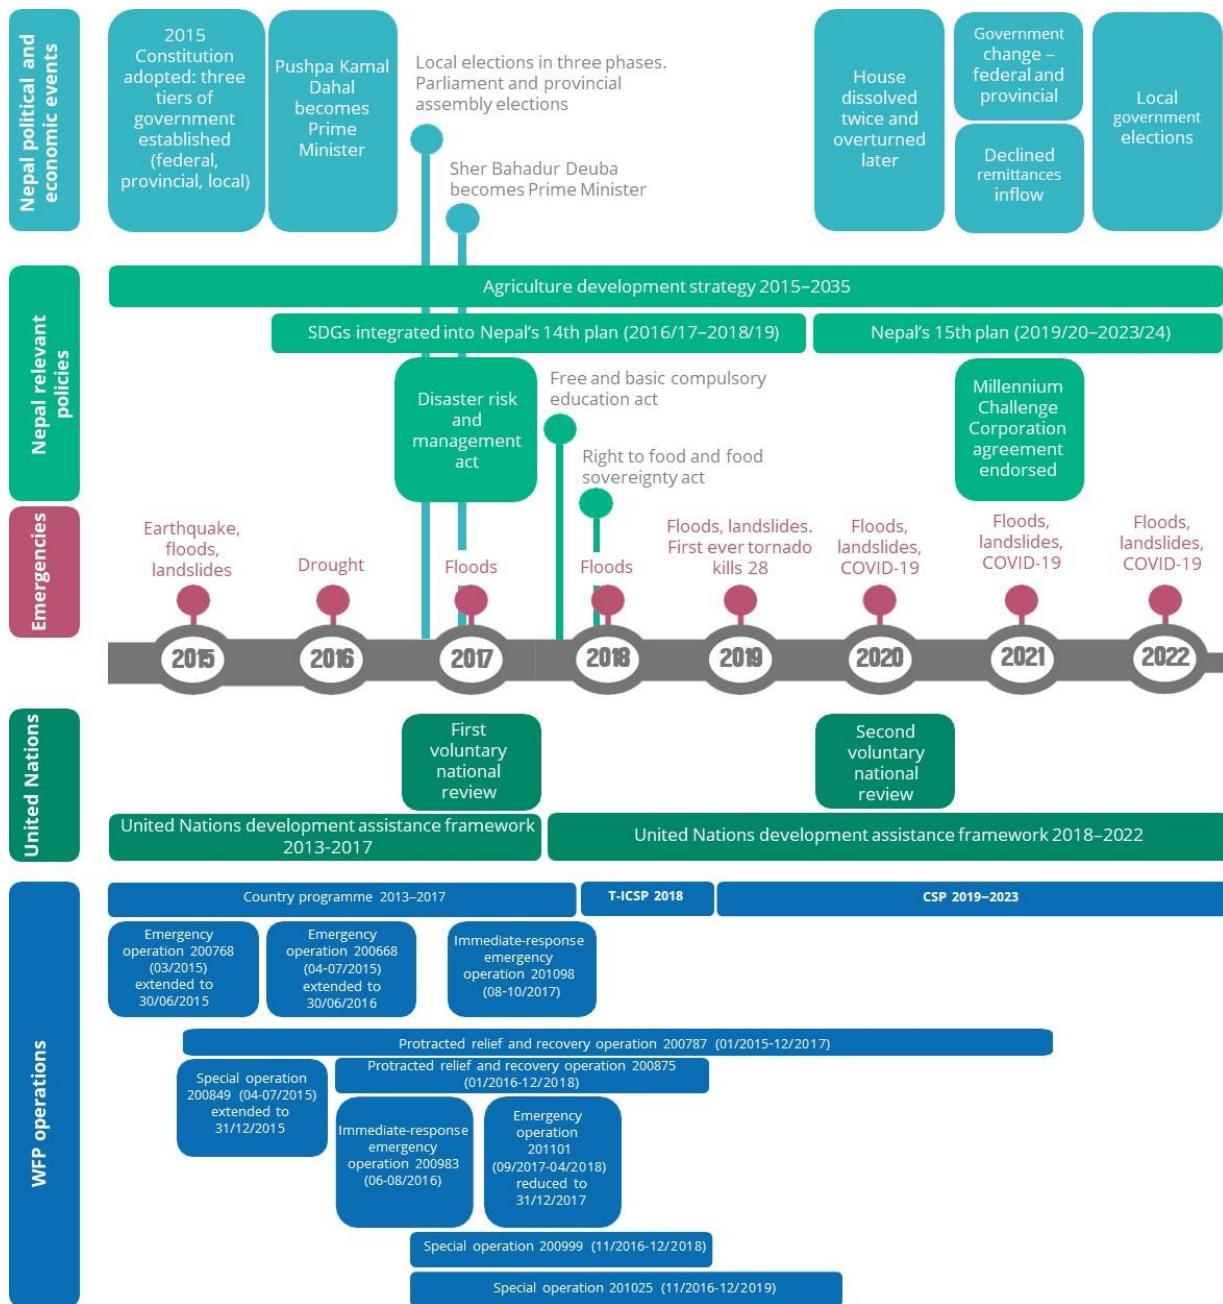 Nepal political and
economic events
2015
Constitution
adopted: three
tiers of
government
established
(federal,
provincial, local)
Pushpa Kamal
Dahal
becomes
Prime
Minister
Local elections in three phases.
Parliament and provincial
assembly elections
Sher Bahadur Deuba
becomes Prime Minister
House
dissolved
twice and
overturned
later
Government
change –
federal and
provincial
Declined
remittances
inflow
Local
government
elections
Nepal relevant
policies
Agriculture development strategy 2015–2035
SDGs integrated into Nepal's 14th plan (2016/17–2018/19)
Nepal's 15th plan (2019/20–2023/24)
Disaster risk
and
management
act
Free and basic compulsory
education act
Right to food and food
sovereignty act
Millennium
Challenge
Corporation
agreement
endorsed
Emergencies
Earthquake,
floods,
landslides
Drought
Floods
Floods
Floods, landslides.
First ever tornado
kills 28
Floods,
landslides,
COVID-19
Floods,
landslides,
COVID-19
Floods,
landslides,
COVID-19
2015
2016
2017
2018
2019
2020
2021
2022
United Nations
First
voluntary
national
review
Second
voluntary
national
review
United Nations development assistance framework
2013-2017
United Nations development assistance framework 2018–2022
WFP operations
Country programme 2013–2017
T-ICSP 2018
CSP 2019–2023
Emergency
operation 200768
(03/2015)
extended to
30/06/2015
Emergency
operation 200668
(04-07/2015)
extended to
30/06/2016
Immediate-response
emergency
operation 201098
(08-10/2017)
Protracted relief and recovery operation 200787 (01/2015-12/2017)
Protracted relief and recovery operation 200875
(01/2016-12/2018)
Special operation
200849 (04-07/2015)
extended to
31/12/2015
Immediate-response
emergency
operation 200983
(06-08/2016)
Emergency
operation
201101
(09/2017-04/2018)
reduced to
31/12/2017
Special operation 200999 (11/2016-12/2018)
Special operation 201025 (11/2016-12/2019)